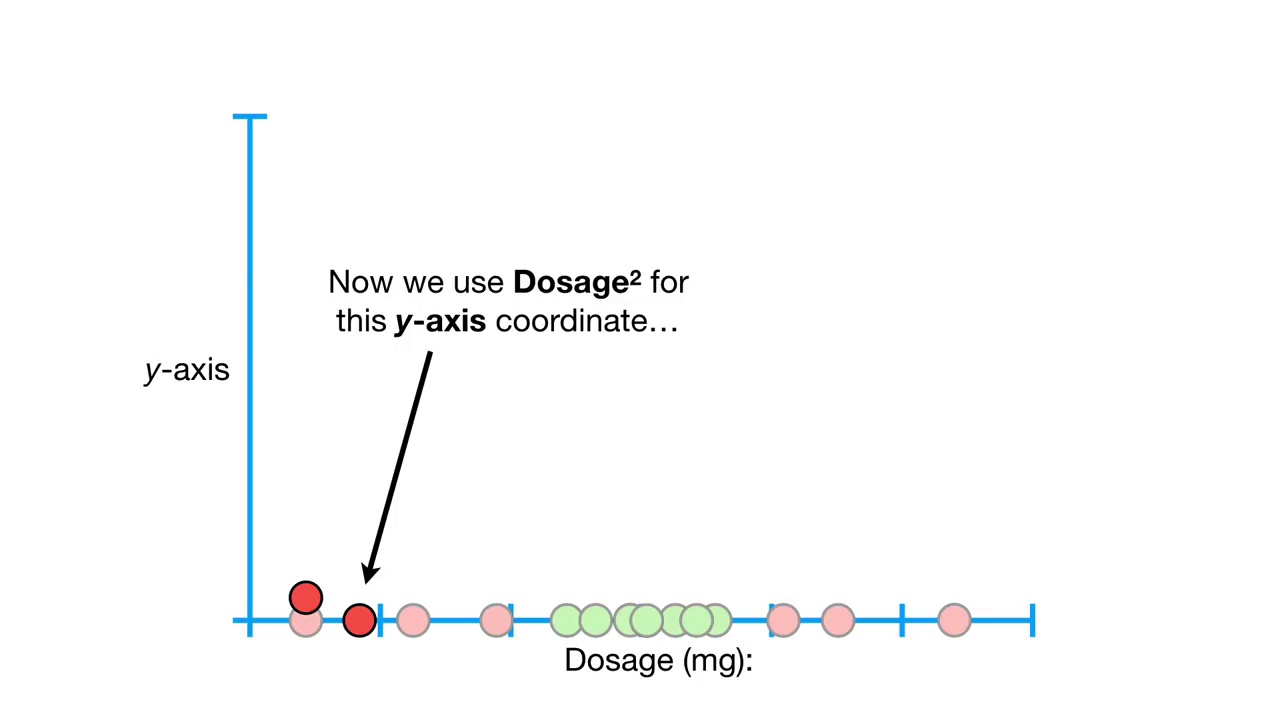 Now we use Dosage² for
this y-axis coordinate…
y-axis
Dosage (mg):